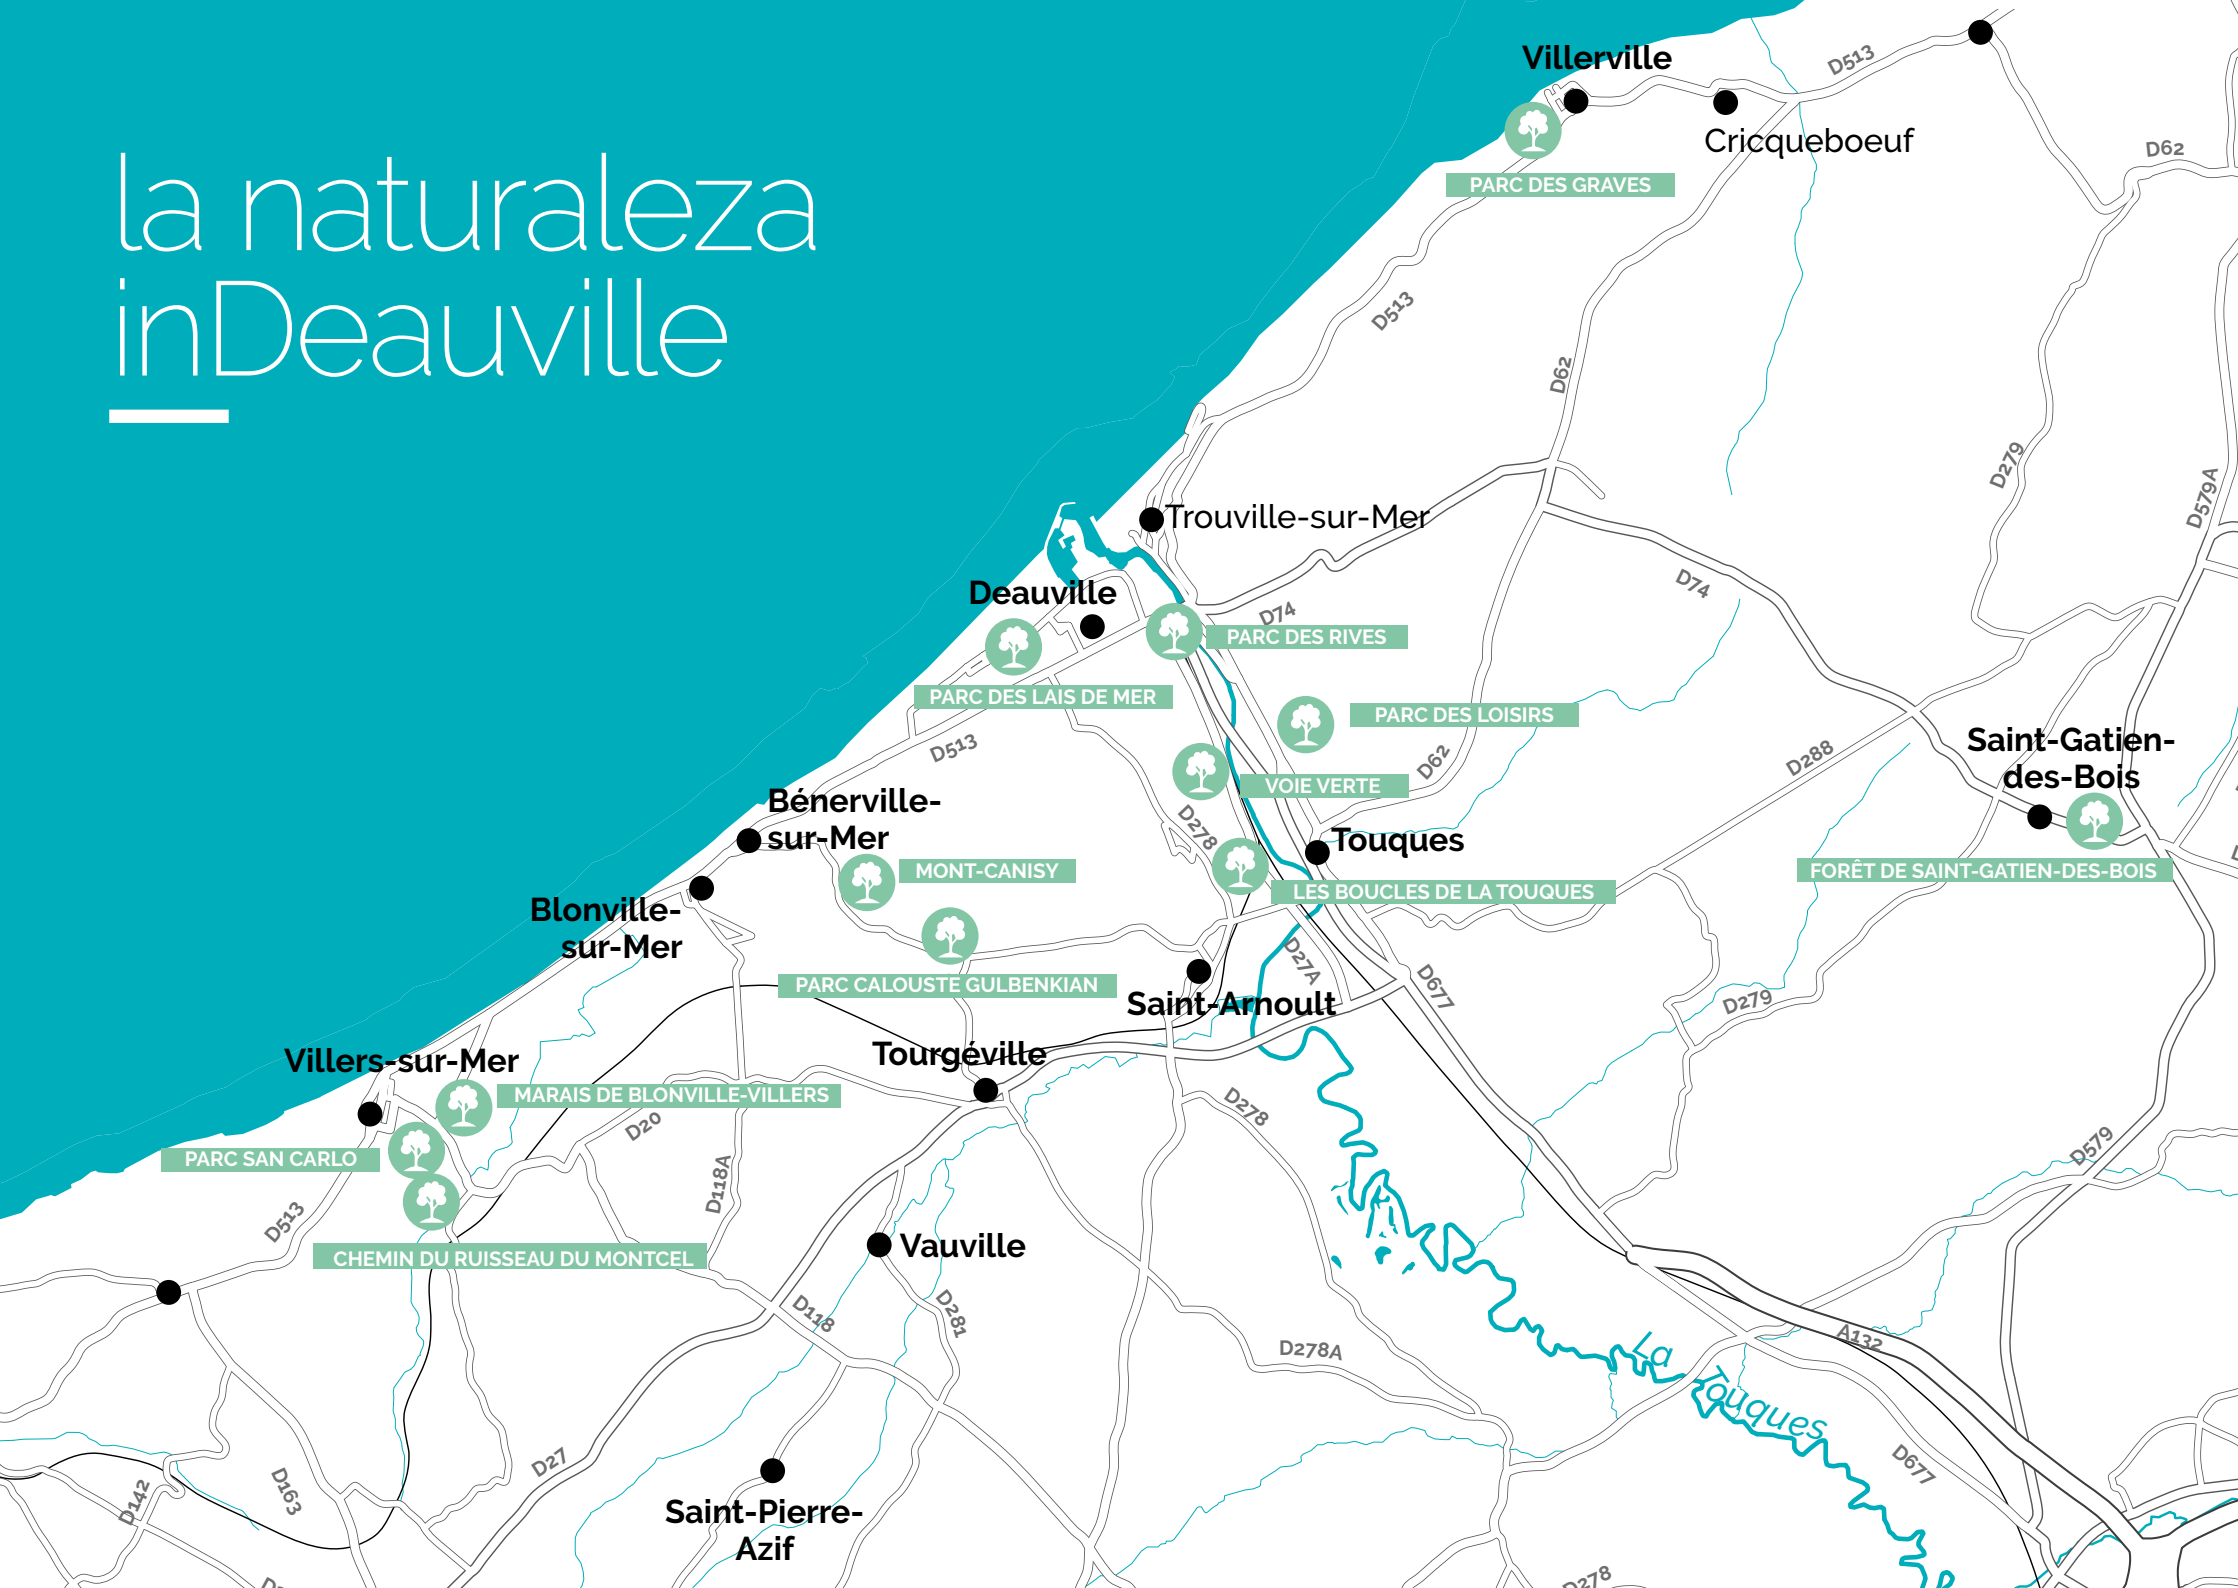 la naturaleza
inDeauville
Villerville
D513
Cricqueboeuf
D62
PARC DES GRAVES
D513
D62
D279
D579A
Trouville-sur-Mer
D74
Deauville
D74
PARC DES RIVES
PARC DES LAIS DE MER
PARC DES LOISIRS
D513
D62
D288
Saint-Gatien-
des-Bois
VOIE VERTE
Bénerville-
sur-Mer
D278
Touques
MONT-CANISY
FORÊT DE SAINT-GATIEN-DES-BOIS
LES BOUCLES DE LA TOUQUES
Blonville-
sur-Mer
D27A
D677
PARC CALOUSTE GULBENKIAN
Saint-Arnoult
D279
Tourgéville
Villers-sur-Mer
MARAIS DE BLONVILLE-VILLERS
D20
D278
D579
PARC SAN CARLO
D118A
D513
Vauville
CHEMIN DU RUISSEAU DU MONTCEL
D118
D281
D278A
A132
La
Touques
D27
D677
D142
D163
Saint-Pierre-
Azif
D278